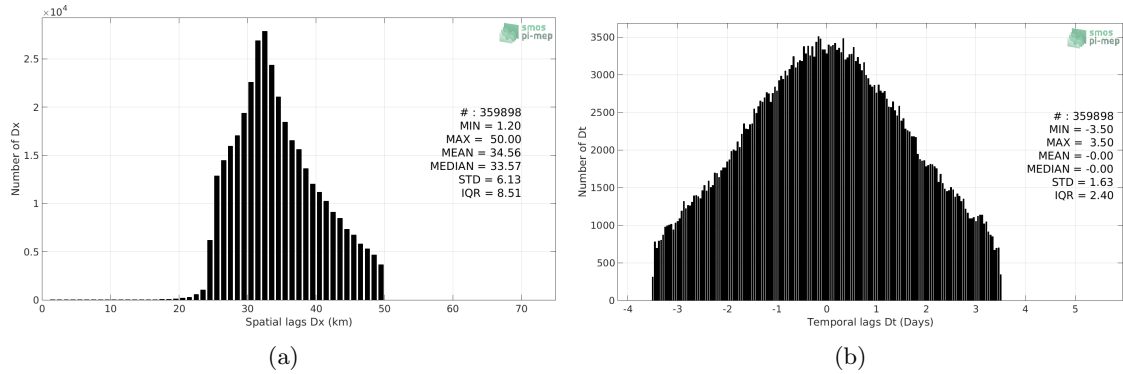 ×10^4
2.5
2
1.5
1
0.5
0
0 10 20 30 40 50 60 70
Number of Dx
Spatial lags Dx (km)
smos
pi-mep
# : 359898
MIN = 1.20
MAX = 50.00
MEAN = 34.56
MEDIAN = 33.57
STD = 6.13
IQR = 8.51
(a)
3500
3000
2500
2000
1500
1000
500
0
-4 -3 -2 -1 0 1 2 3 4 5
Number of Dt
Temporal lags Dt (Days)
smos
pi-mep
# : 359898
MIN = -3.50
MAX = 3.50
MEAN = -0.00
MEDIAN = -0.00
STD = 1.63
IQR = 2.40
(b)